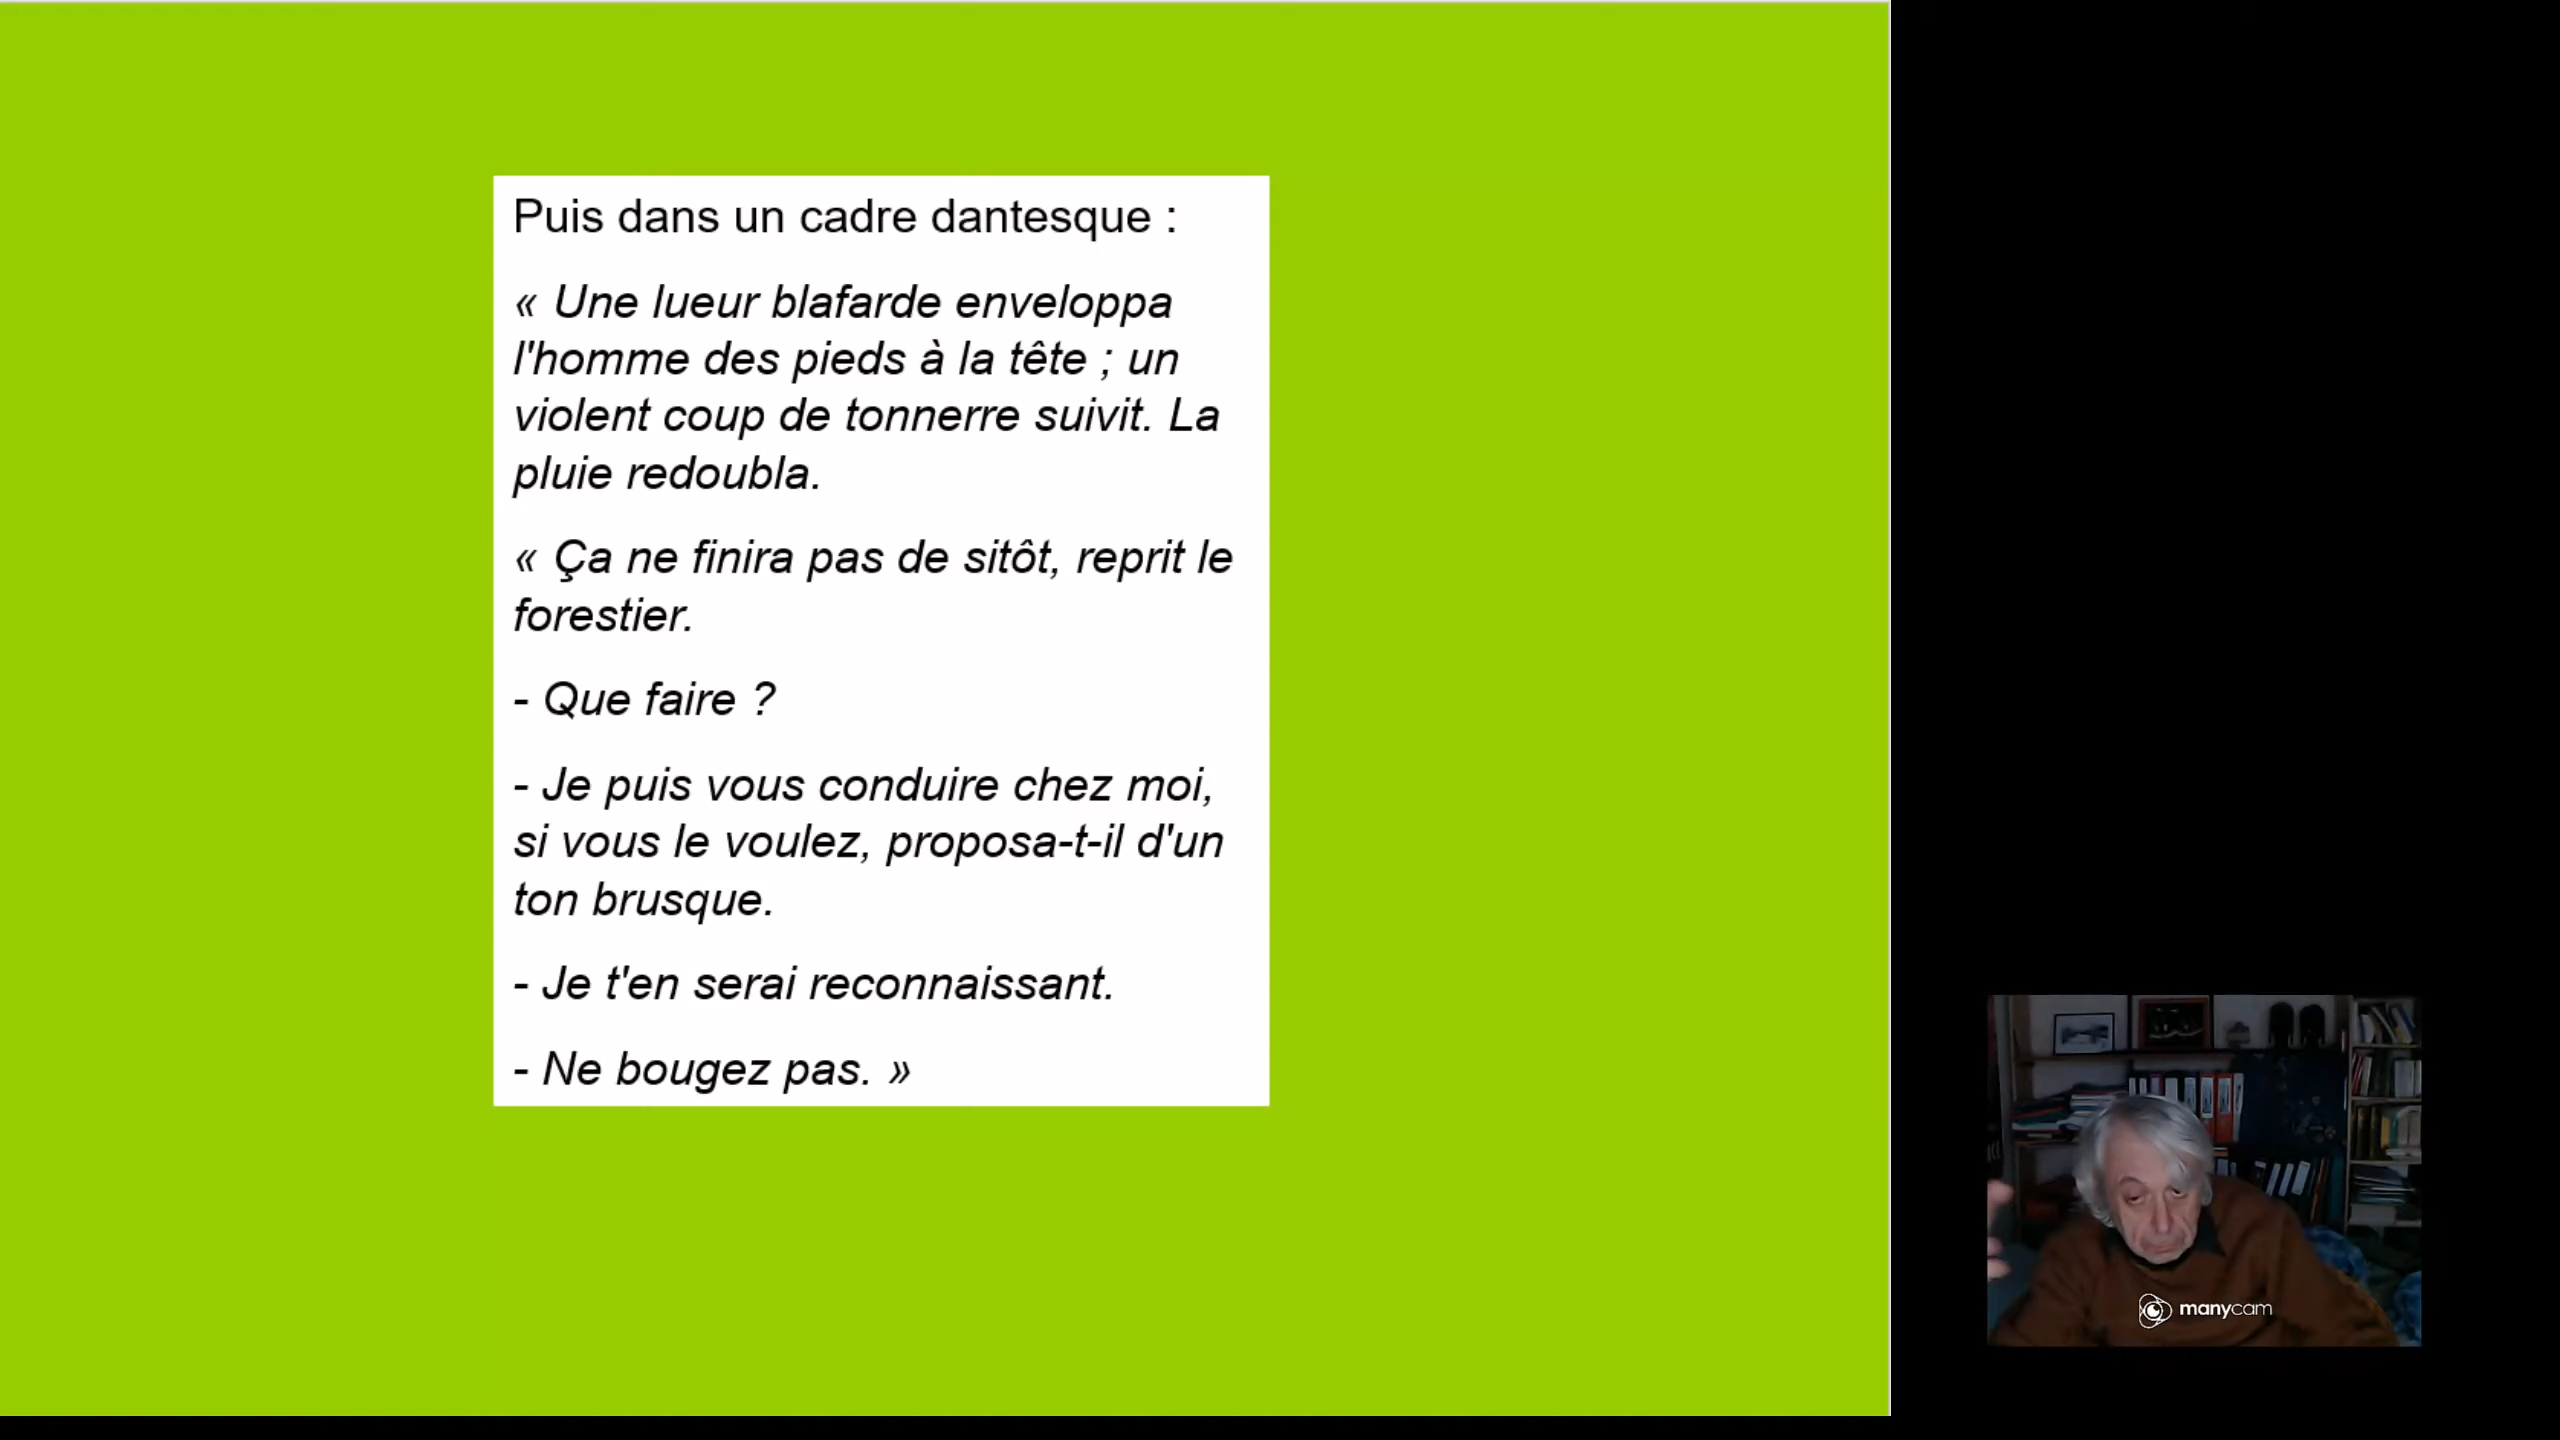 Puis dans un cadre dantesque :
« Une lueur blafarde enveloppa
l'homme des pieds à la tête ; un
violent coup de tonnerre suivit. La
pluie redoubla.
« Ça ne finira pas de sitôt, reprit le
forestier.
- Que faire ?
- Je puis vous conduire chez moi,
si vous le voulez, proposa-t-il d'un
ton brusque.
- Je t'en serai reconnaissant.
- Ne bougez pas. »
manycam